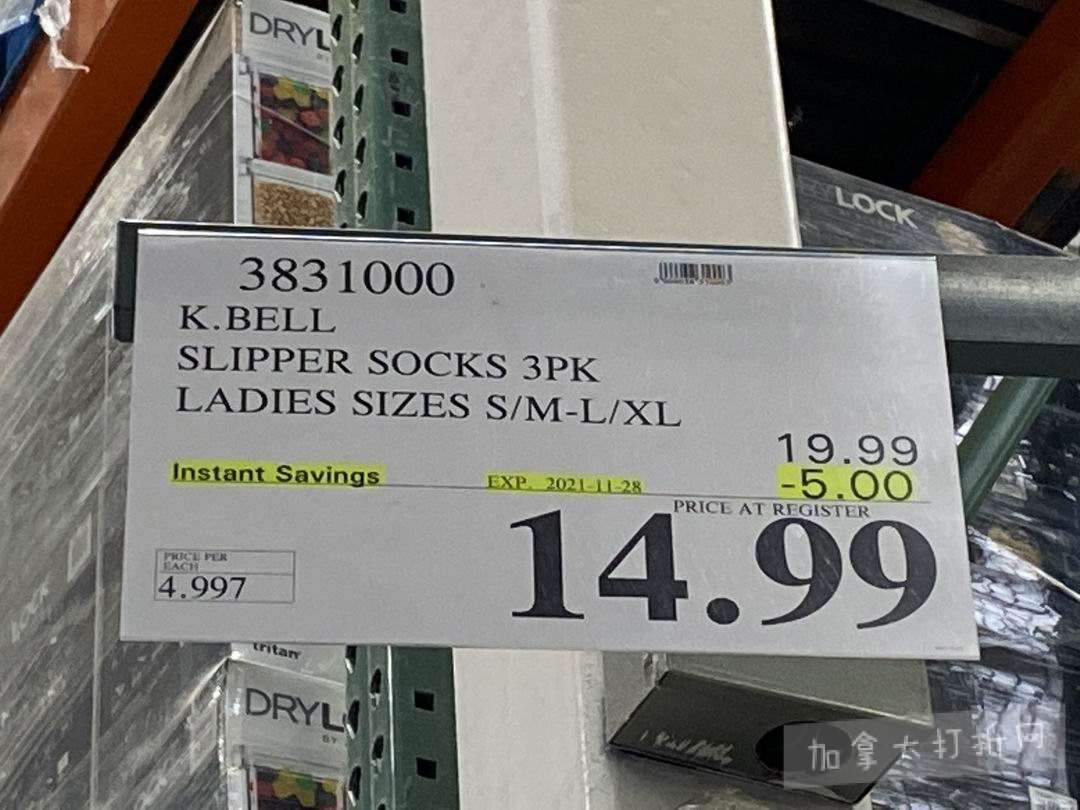 DRYL
LOCK
3831000
K.BELL
SLIPPER SOCKS 3PK
LADIES SIZES S/M-L/XL
19.99
Instant Savings EXP. 2021-11-28 -5.00
PRICE AT REGISTER
14.99
PRICE PER
EACH
4.997
tritan
DRYL
BY
加拿大打折网